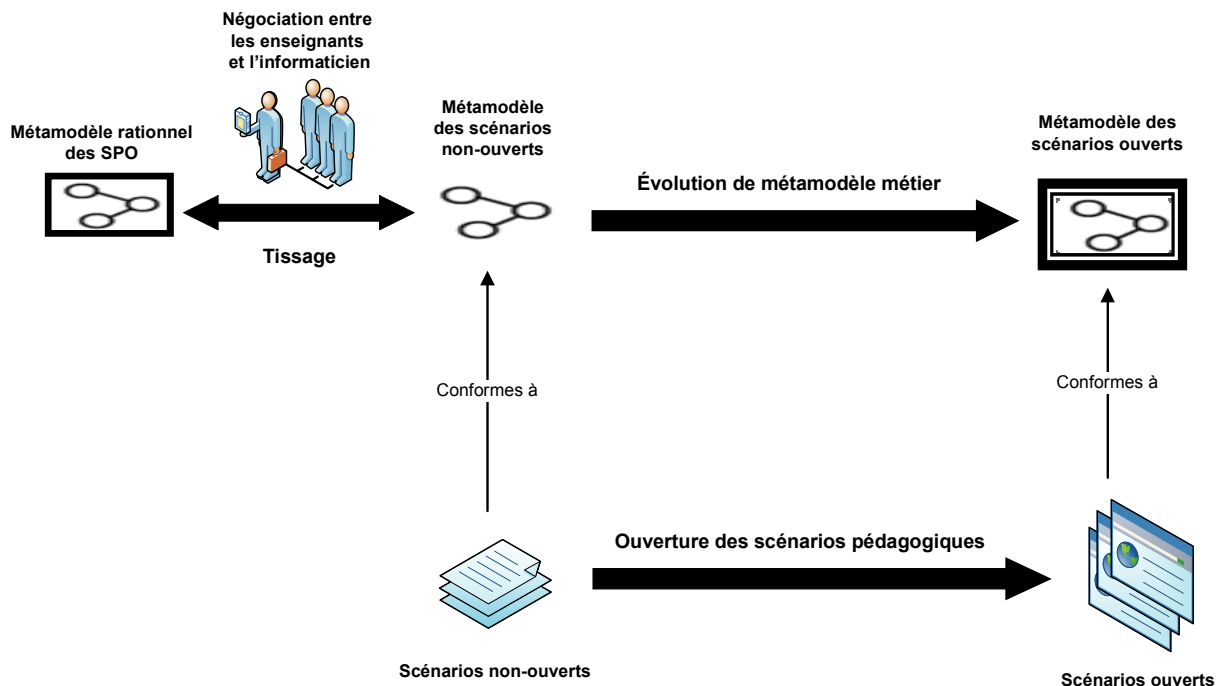 Négociation entre
les enseignants
et l'informaticien
Métamodèle rationnel
des SPO
Métamodèle
des scénarios
non-ouverts
Métamodèle des
scénarios ouverts
Évolution de métamodèle métier
Tissage
Conformes à
Conformes à
Ouverture des scénarios pédagogiques
Scénarios non-ouverts
Scénarios ouverts